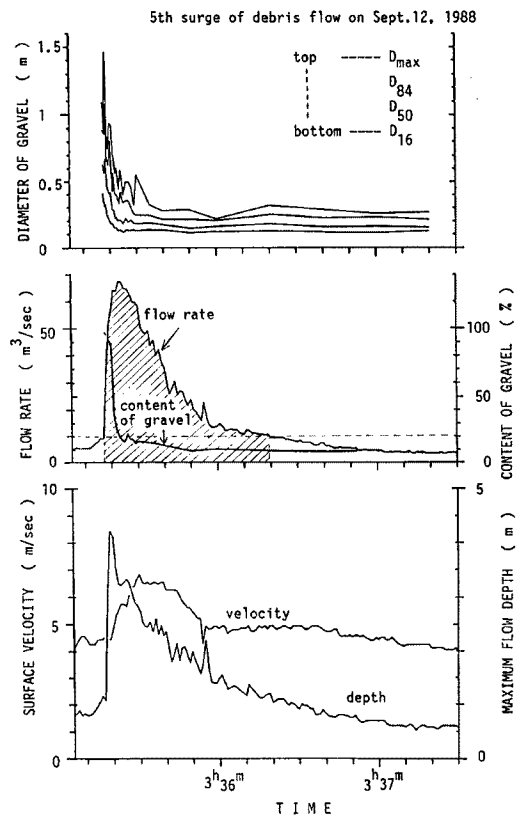 5th surge of debris flow on Sept.12, 1988
DIAMETER OF GRAVEL ( m )
1.5
1
0.5
0
top
bottom
Dmax
D84
D50
D16
FLOW RATE ( m3/sec )
50
0
flow rate
content of gravel
CONTENT OF GRAVEL ( % )
100
50
0
SURFACE VELOCITY ( m/sec )
10
5
0
velocity
depth
MAXIMUM FLOW DEPTH ( m )
5
0
3h36m
3h37m
T I M E